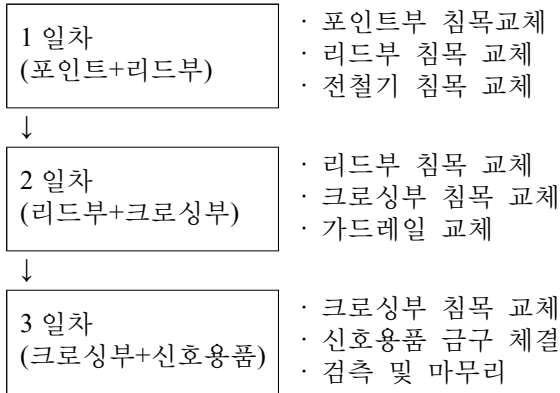 1 일차
(포인트+리드부)
· 포인트부 침목교체
· 리드부 침목 교체
· 전철기 침목 교체
↓
2 일차
(리드부+크로싱부)
· 리드부 침목 교체
· 크로싱부 침목 교체
· 가드레일 교체
↓
3 일차
(크로싱부+신호용품)
· 크로싱부 침목 교체
· 신호용품 금구 체결
· 검측 및 마무리